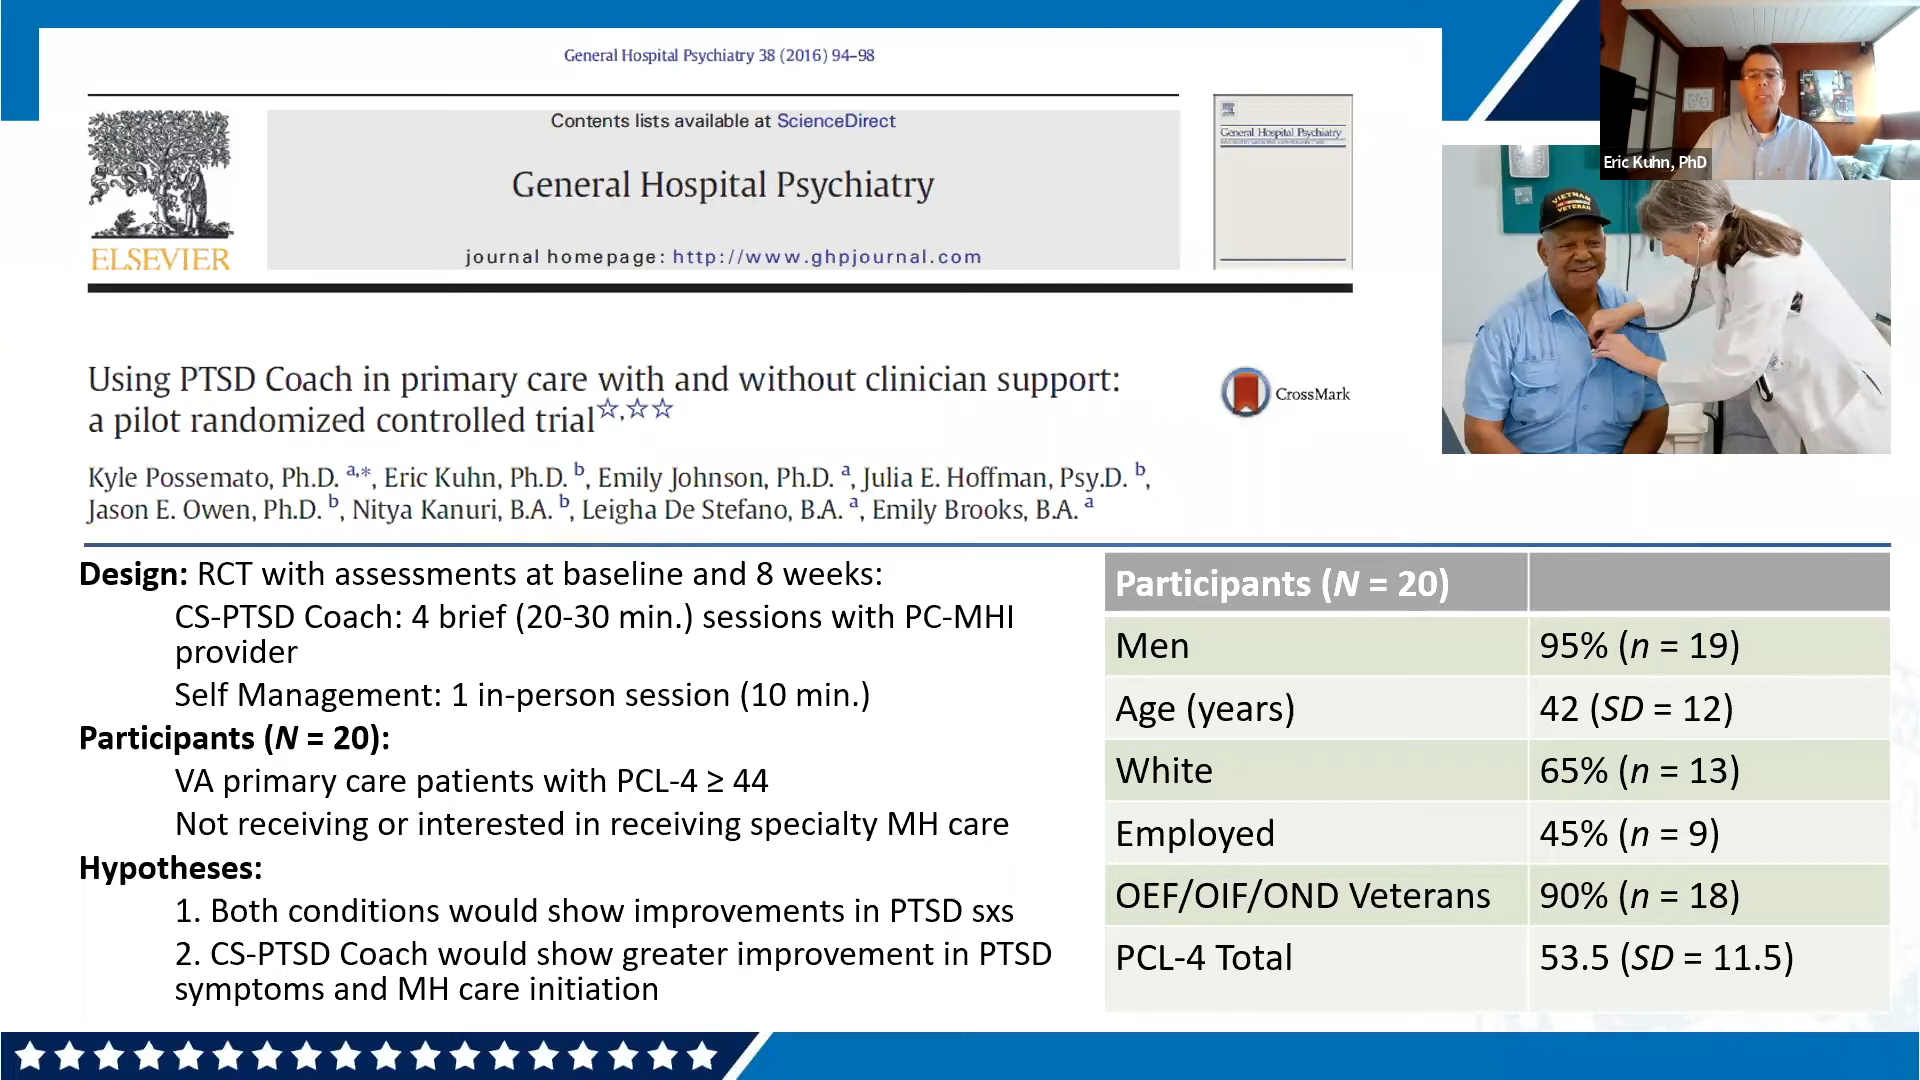 General Hospital Psychiatry 38 (2016) 94–98
Contents lists available at ScienceDirect
General Hospital Psychiatry
journal homepage: http://www.ghpjournal.com
ELSEVIER
General Hospital Psychiatry
Eric Kuhn, PhD
VIETNAM
VETERAN
Using PTSD Coach in primary care with and without clinician support:
a pilot randomized controlled trial☆,☆☆
CrossMark
Kyle Possemato, Ph.D. a,*, Eric Kuhn, Ph.D. b, Emily Johnson, Ph.D. a, Julia E. Hoffman, Psy.D. b,
Jason E. Owen, Ph.D. b, Nitya Kanuri, B.A. b, Leigha De Stefano, B.A. a, Emily Brooks, B.A. a
Design: RCT with assessments at baseline and 8 weeks:
CS-PTSD Coach: 4 brief (20-30 min.) sessions with PC-MHI
provider
Self Management: 1 in-person session (10 min.)
Participants (N = 20):
VA primary care patients with PCL-4 ≥ 44
Not receiving or interested in receiving specialty MH care
Hypotheses:
1. Both conditions would show improvements in PTSD sxs
2. CS-PTSD Coach would show greater improvement in PTSD
symptoms and MH care initiation
Participants (N = 20)
Men 95% (n = 19)
Age (years) 42 (SD = 12)
White 65% (n = 13)
Employed 45% (n = 9)
OEF/OIF/OND Veterans 90% (n = 18)
PCL-4 Total 53.5 (SD = 11.5)